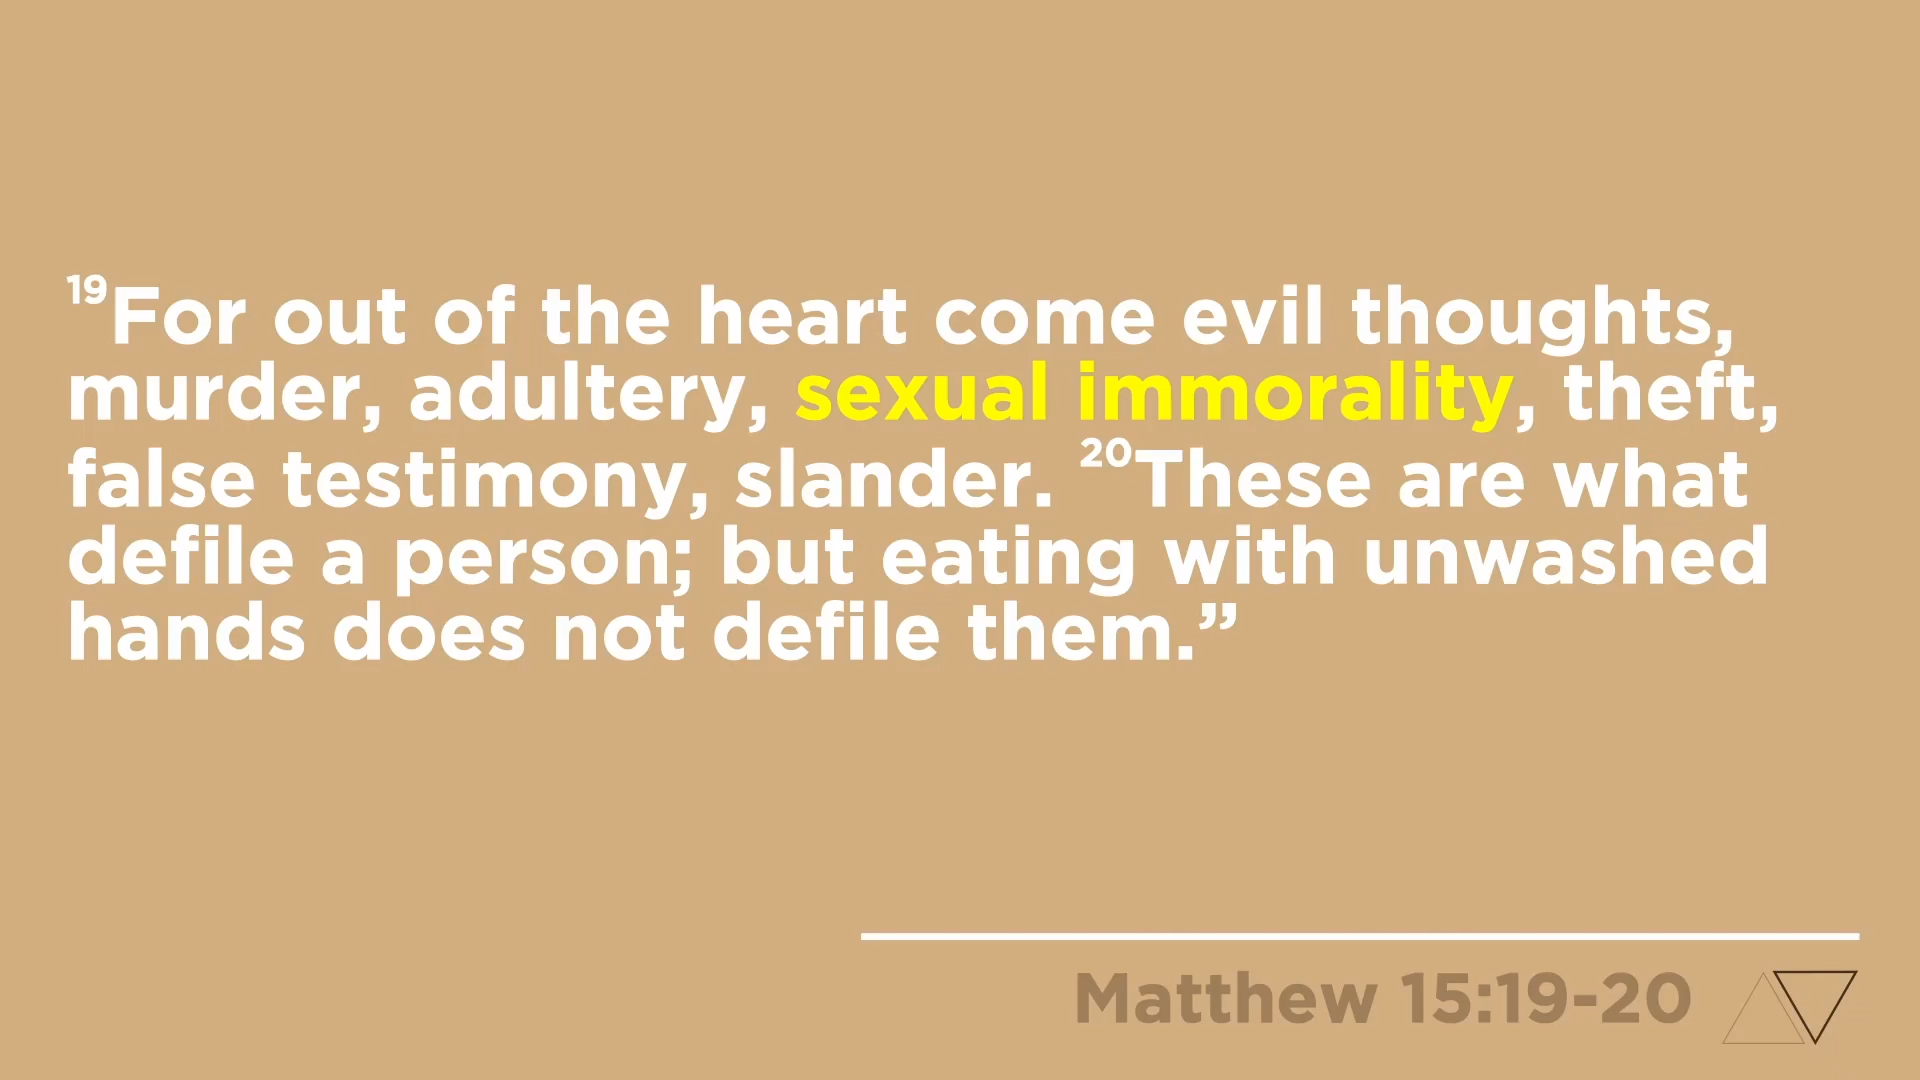 ¹⁹For out of the heart come evil thoughts,
murder, adultery, sexual immorality, theft,
false testimony, slander. ²⁰These are what
defile a person; but eating with unwashed
hands does not defile them.”
Matthew 15:19-20